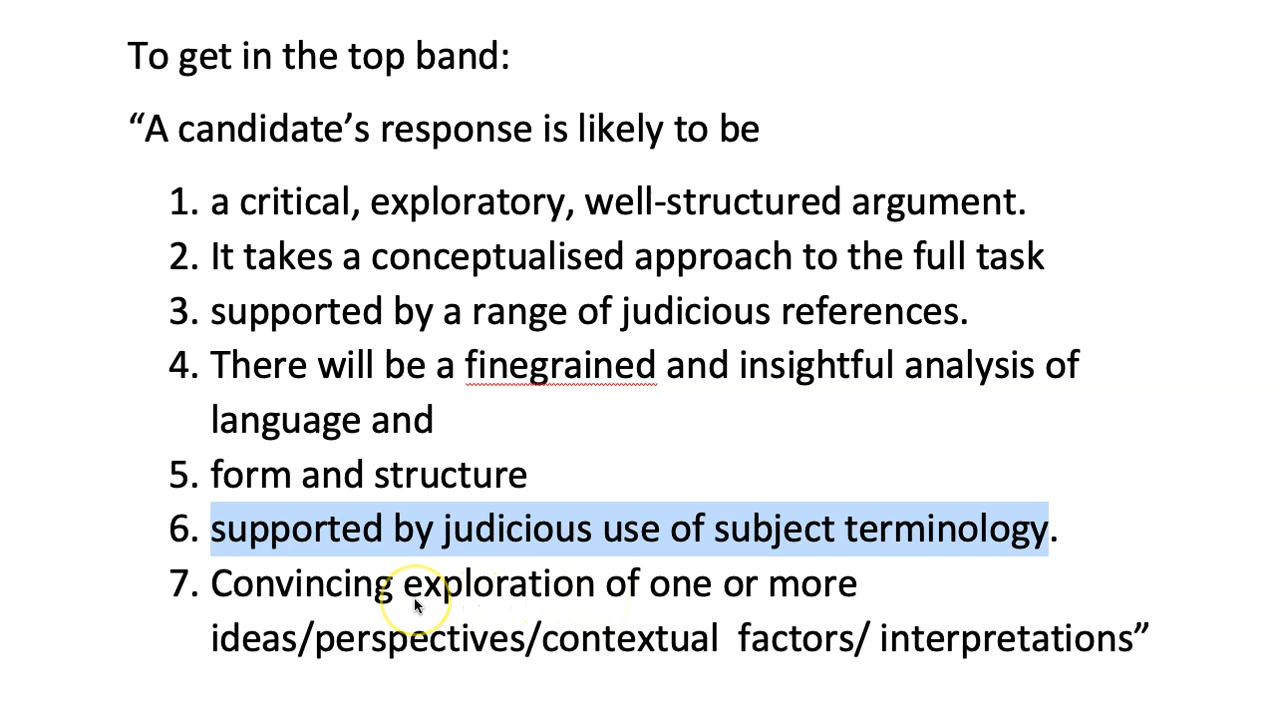 To get in the top band:
“A candidate’s response is likely to be
1. a critical, exploratory, well-structured argument.
2. It takes a conceptualised approach to the full task
3. supported by a range of judicious references.
4. There will be a finegrained and insightful analysis of
language and
5. form and structure
6. supported by judicious use of subject terminology.
7. Convincing exploration of one or more
ideas/perspectives/contextual  factors/ interpretations”